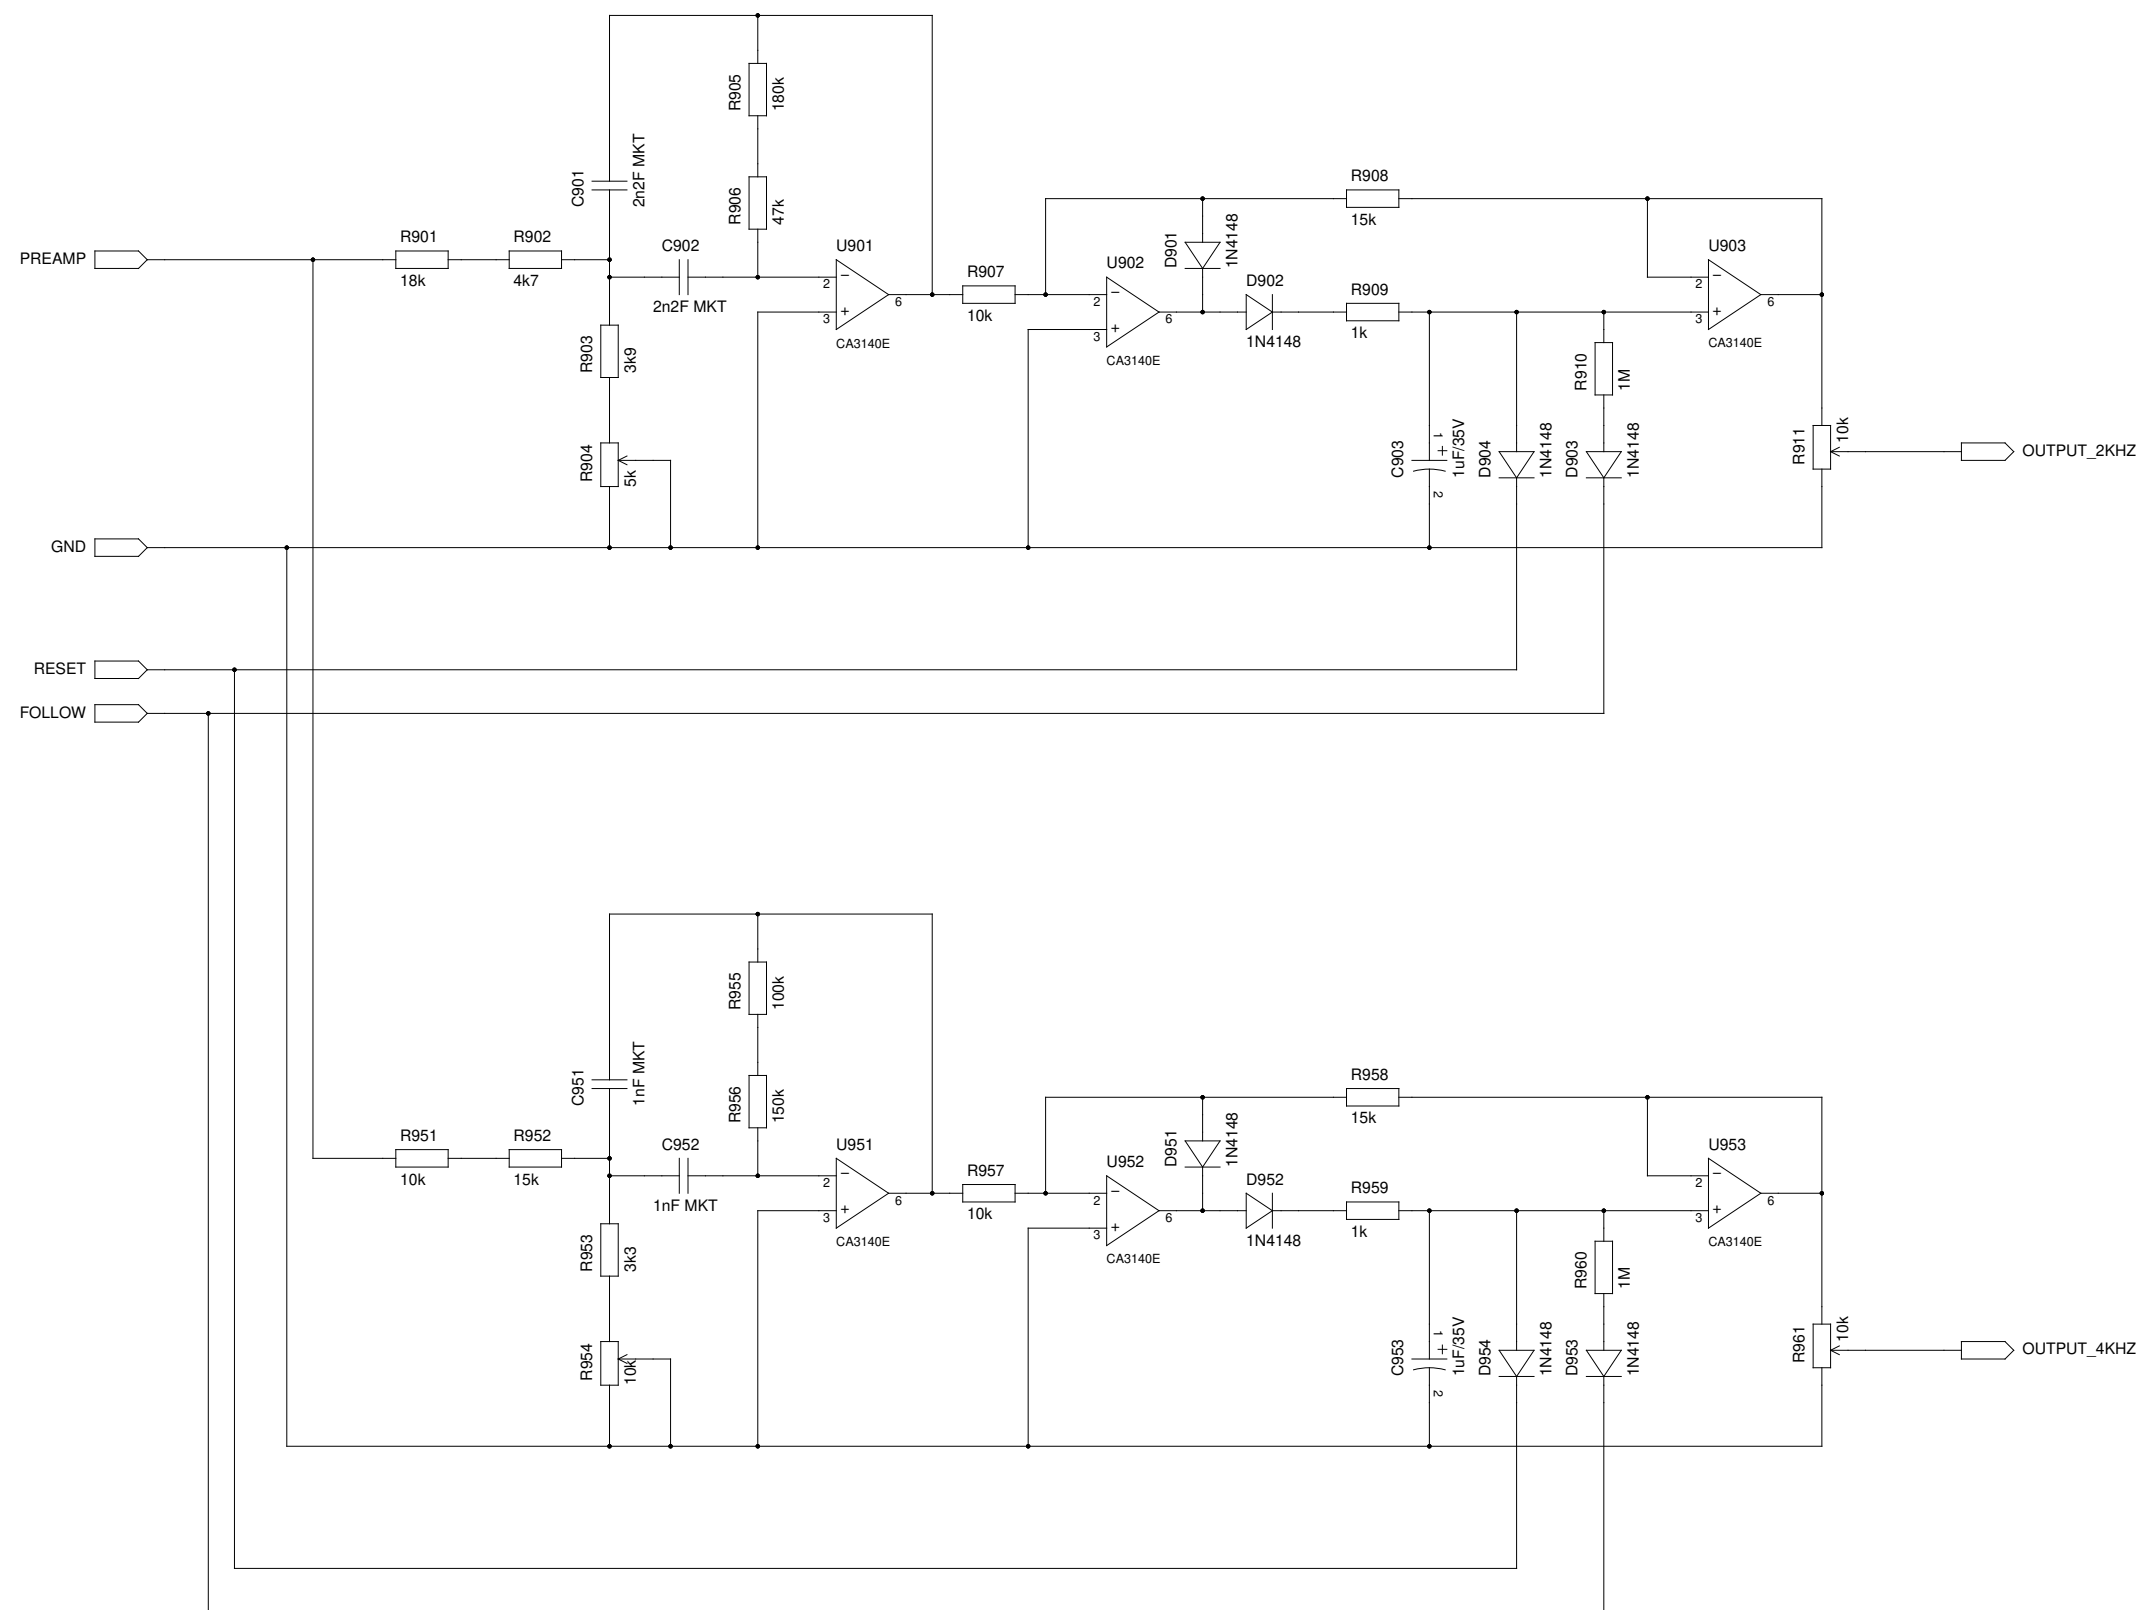 R905
180k
C901
2n2F MKT
R906
47k
R908
15k
PREAMP
R901
18k
R902
4k7
C902
2n2F MKT
U901
−
2
+
3
6
CA3140E
R907
10k
U902
−
2
+
3
6
CA3140E
D901
1N4148
D902
1N4148
R909
1k
U903
−
2
+
3
6
CA3140E
R903
3k9
R904
5k
C903
1
+
1uF/35V
2
D904
1N4148
R910
1M
D903
1N4148
R911
10k
OUTPUT_2KHZ
GND
RESET
FOLLOW
R955
100k
C951
1nF MKT
R956
150k
R958
15k
R951
10k
R952
15k
C952
1nF MKT
U951
−
2
+
3
6
CA3140E
R957
10k
U952
−
2
+
3
6
CA3140E
D951
1N4148
D952
1N4148
R959
1k
U953
−
2
+
3
6
CA3140E
R953
3k3
R954
10k
C953
1
+
1uF/35V
2
D954
1N4148
R960
1M
D953
1N4148
R961
10k
OUTPUT_4KHZ